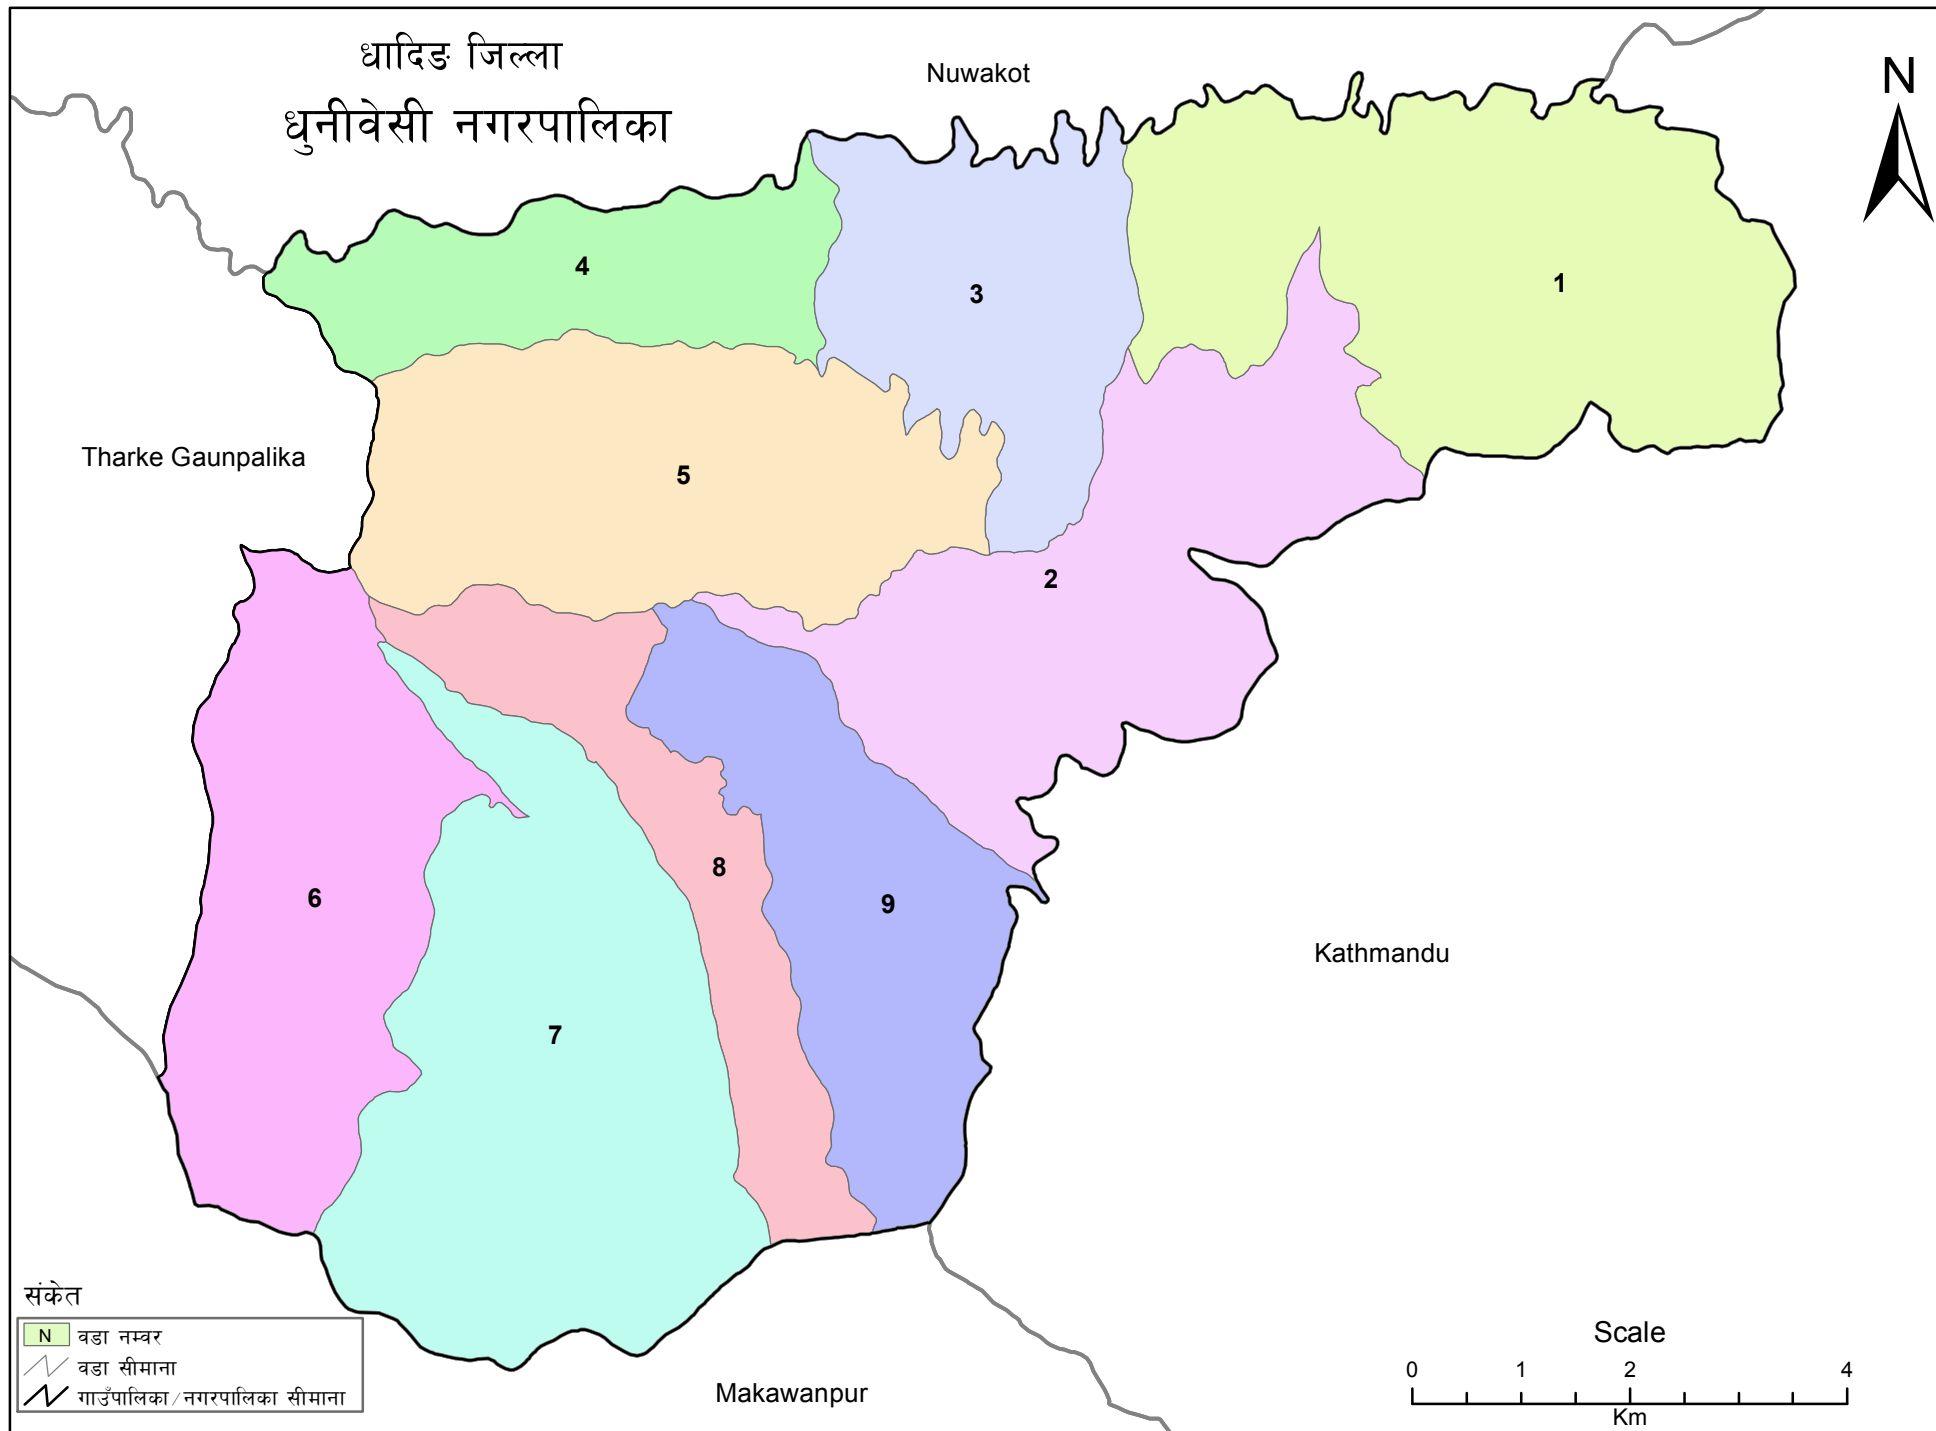 धादिङ जिल्ला
धुनीवेसी नगरपालिका
Nuwakot
N
4
3
1
Tharke Gaunpalika
5
2
8
6
9
Kathmandu
7
संकेत
N वडा नम्वर
वडा सीमाना
गाउँपालिका/नगरपालिका सीमाना
Makawanpur
Scale
0 1 2 4
Km